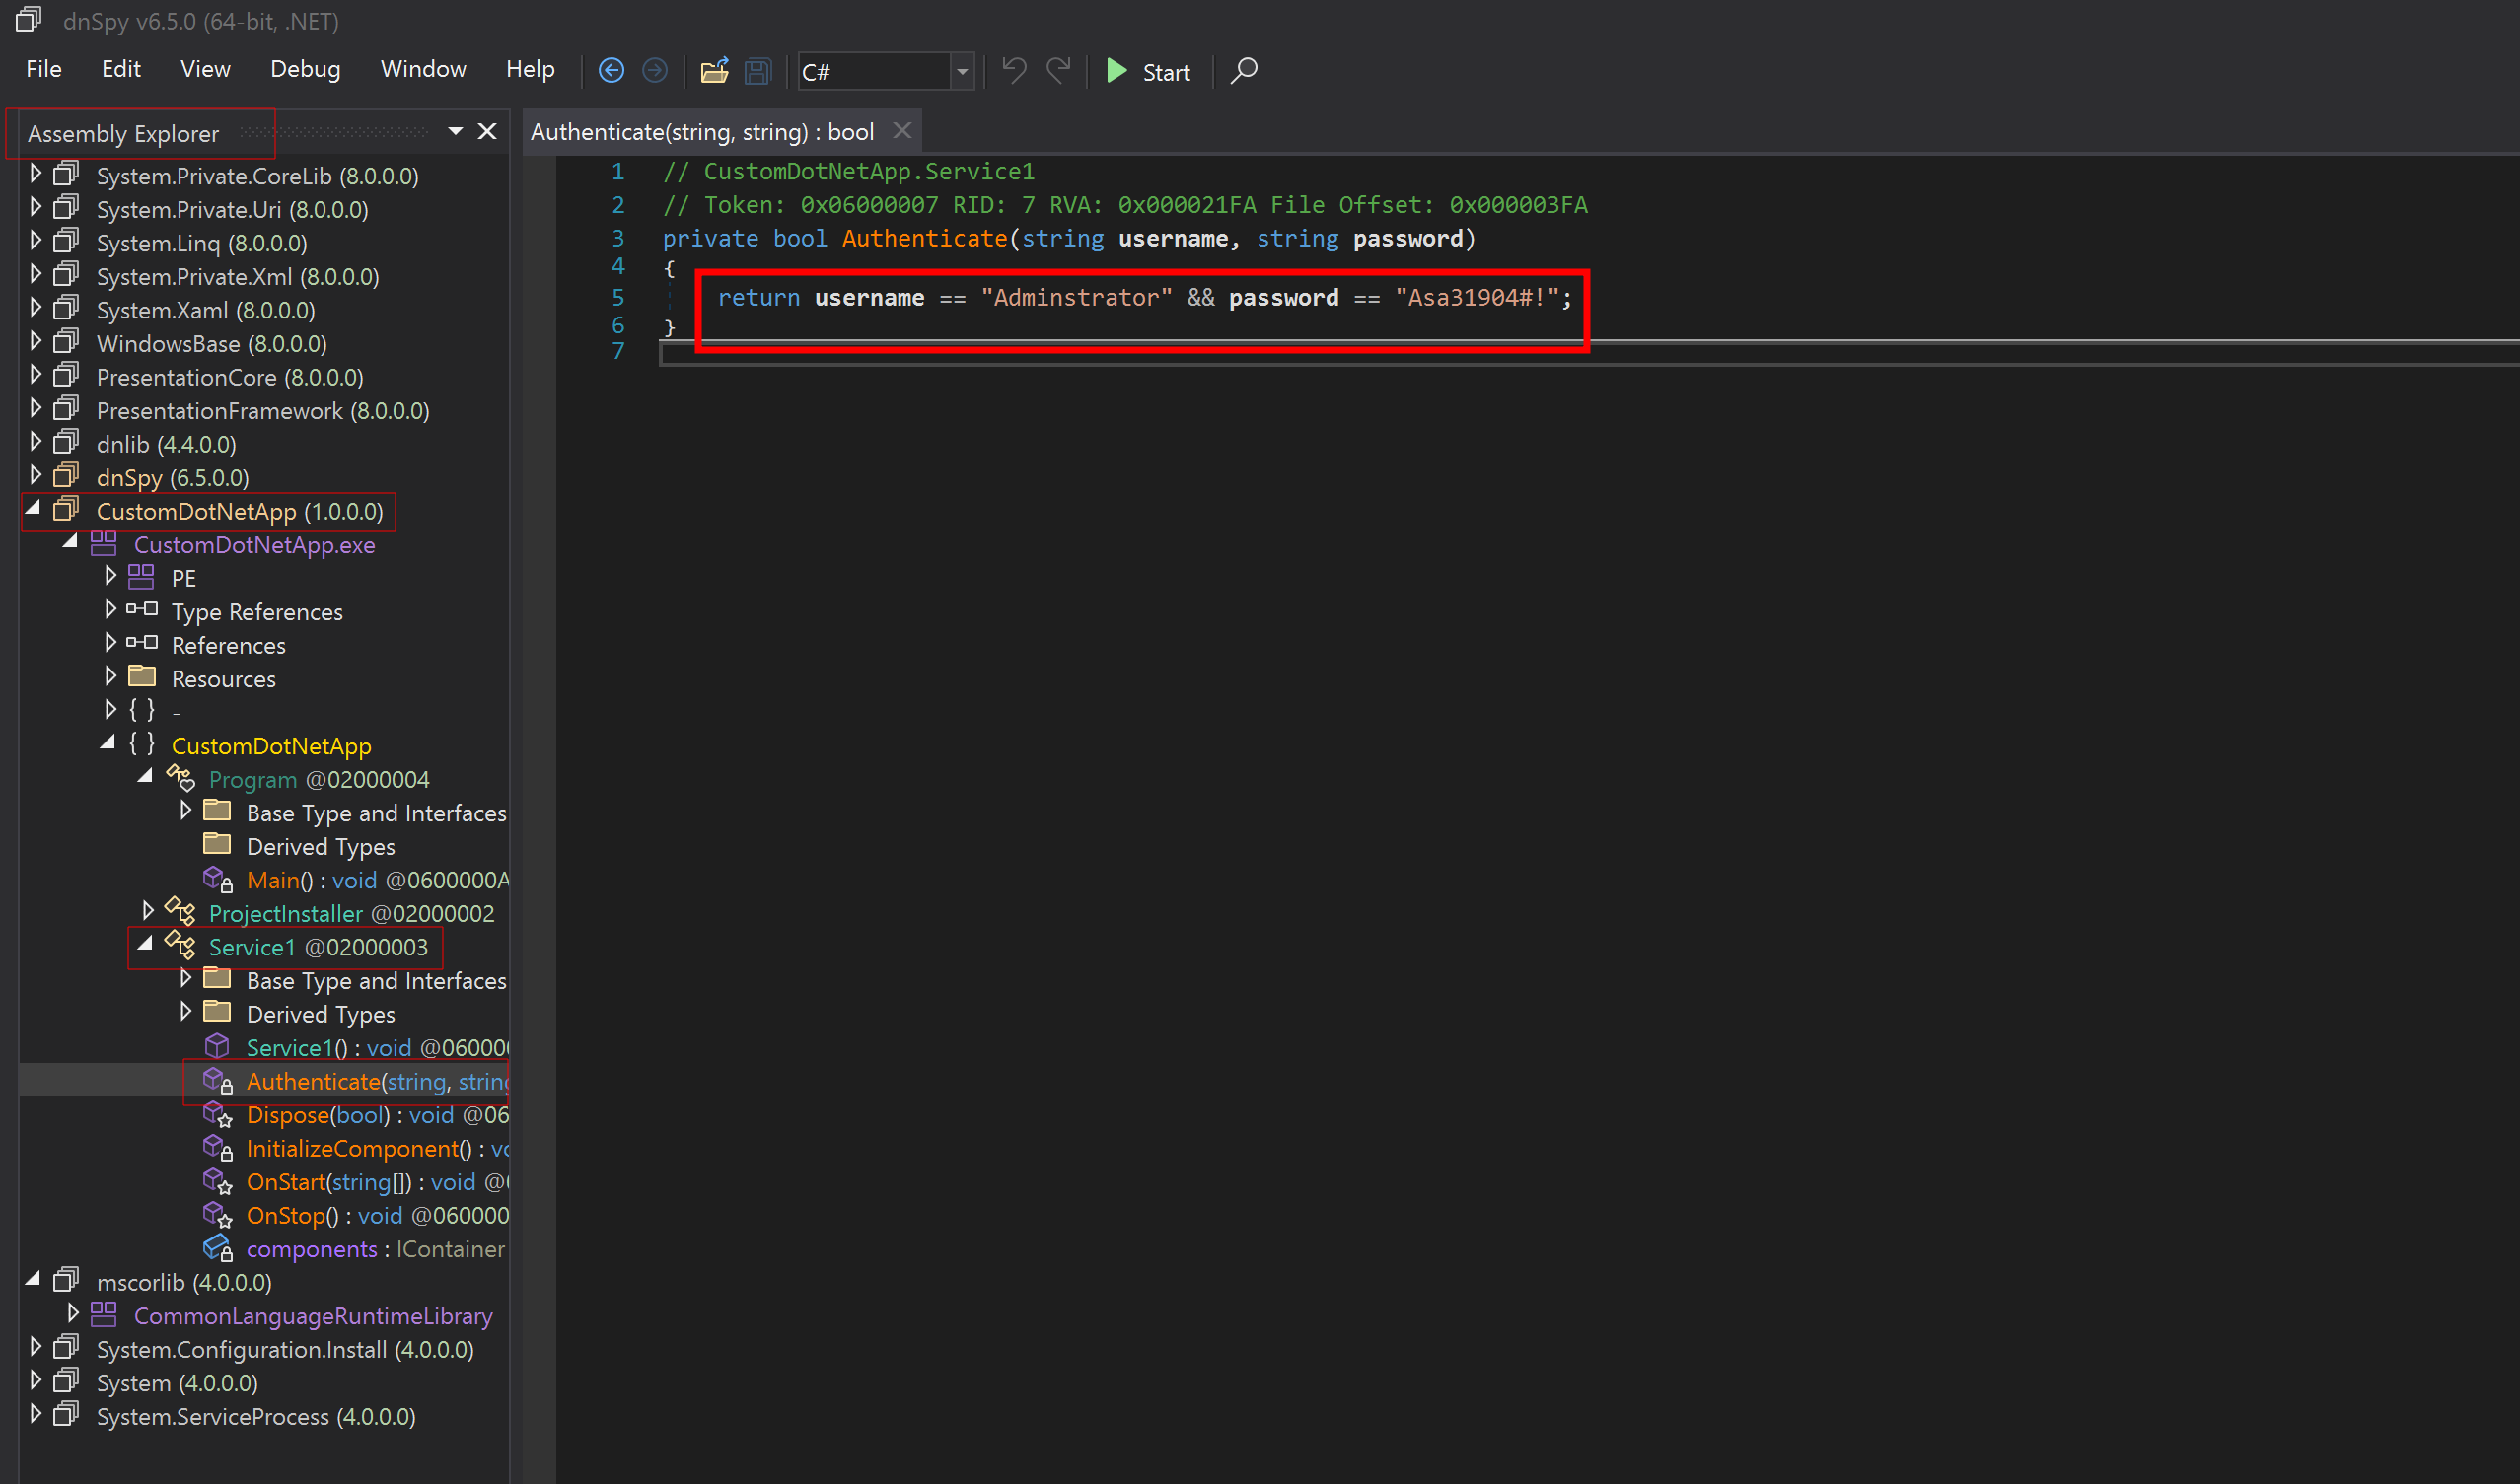 dnSpy v6.5.0 (64-bit, .NET)
File Edit View Debug Window Help C# Start
Assembly Explorer
System.Private.CoreLib (8.0.0.0)
System.Private.Uri (8.0.0.0)
System.Linq (8.0.0.0)
System.Private.Xml (8.0.0.0)
System.Xaml (8.0.0.0)
WindowsBase (8.0.0.0)
PresentationCore (8.0.0.0)
PresentationFramework (8.0.0.0)
dnlib (4.4.0.0)
dnSpy (6.5.0.0)
CustomDotNetApp (1.0.0.0)
CustomDotNetApp.exe
PE
Type References
References
Resources
{ } -
{ } CustomDotNetApp
Program @02000004
Base Type and Interfaces
Derived Types
Main() : void @0600000A
ProjectInstaller @02000002
Service1 @02000003
Base Type and Interfaces
Derived Types
Service1() : void @06000
Authenticate(string, string
Dispose(bool) : void @06
InitializeComponent() : vo
OnStart(string[]) : void @
OnStop() : void @060000
components : IContainer
mscorlib (4.0.0.0)
CommonLanguageRuntimeLibrary
System.Configuration.Install (4.0.0.0)
System (4.0.0.0)
System.ServiceProcess (4.0.0.0)
Authenticate(string, string) : bool
1 // CustomDotNetApp.Service1
2 // Token: 0x06000007 RID: 7 RVA: 0x000021FA File Offset: 0x000003FA
3 private bool Authenticate(string username, string password)
4 {
5 return username == "Adminstrator" && password == "Asa31904#!";
6 }
7